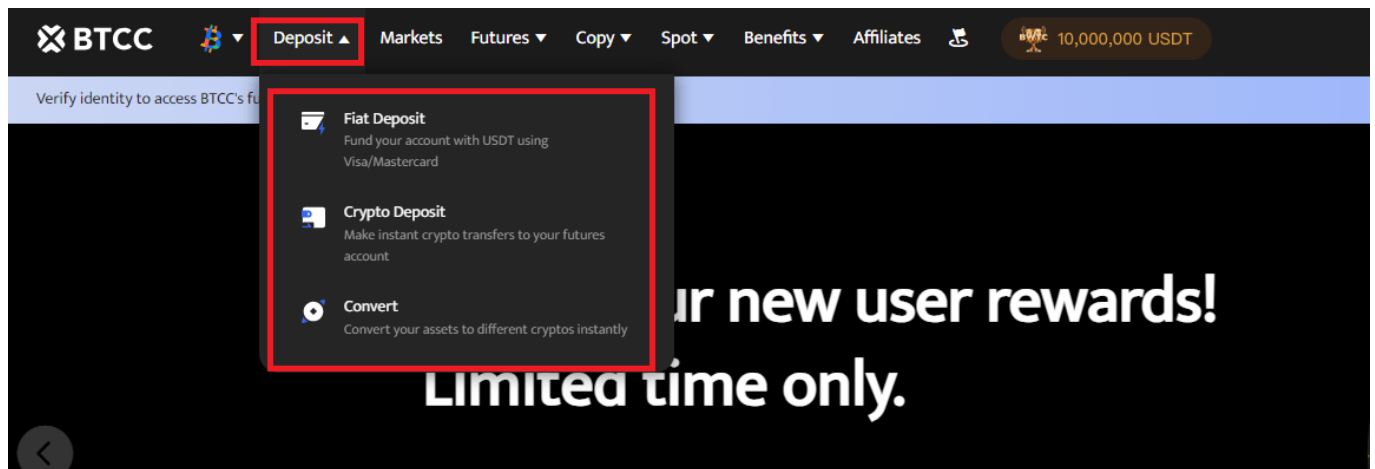 BTCC Deposit ▲ Markets Futures ▼ Copy ▼ Spot ▼ Benefits ▼ Affiliates 10,000,000 USDT
Verify identity to access BTCC's
Fiat Deposit
Fund your account with USDT using
Visa/Mastercard
Crypto Deposit
Make instant crypto transfers to your futures
account
Convert
Convert your assets to different cryptos instantly
new user rewards!
Limited time only.